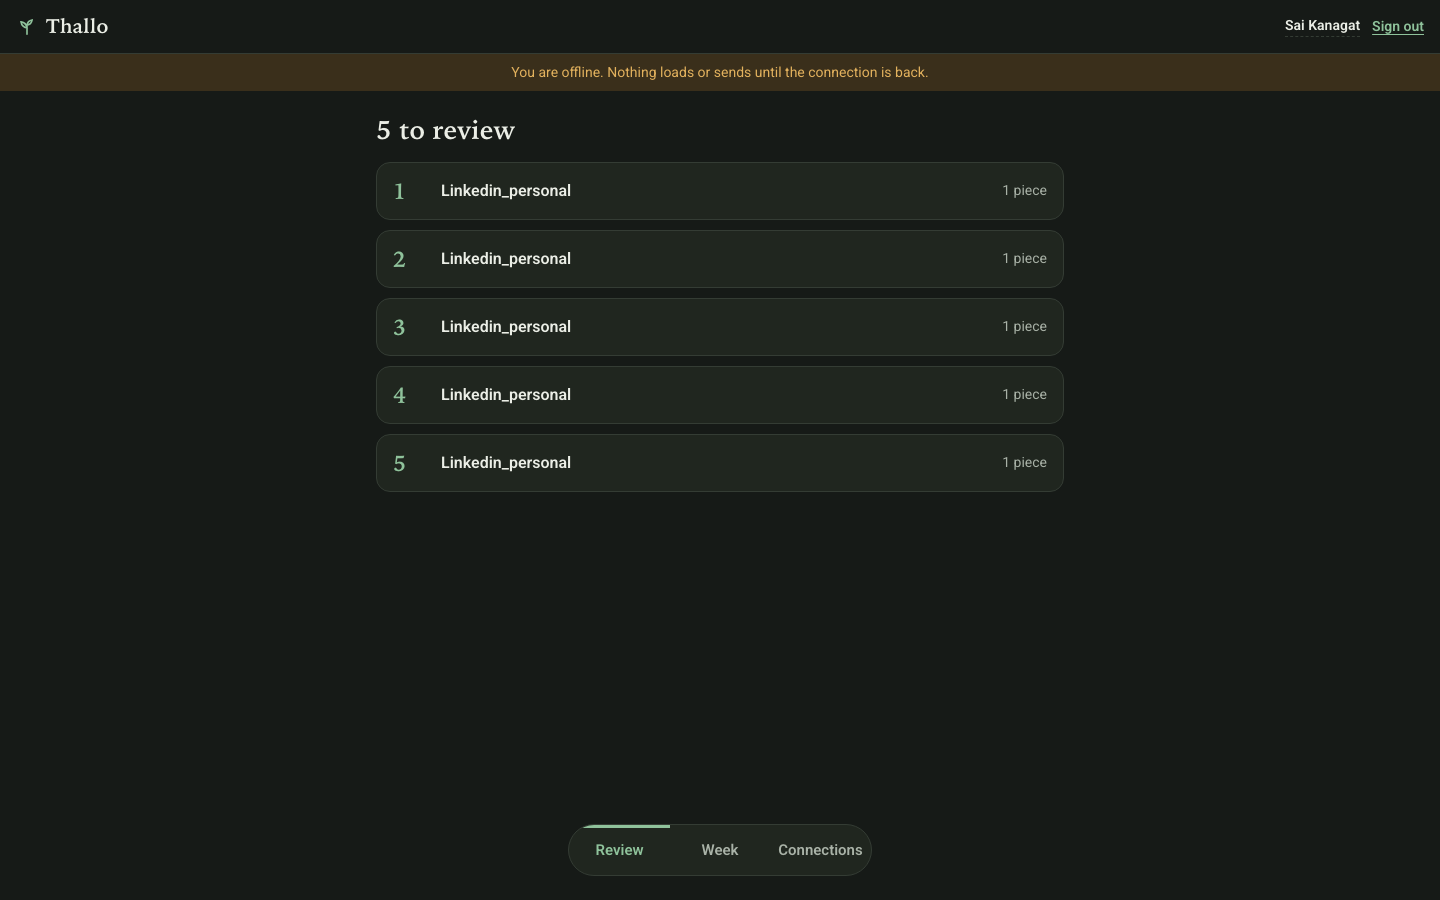 Thallo
Sai Kanagat Sign out
You are offline. Nothing loads or sends until the connection is back.
5 to review
1 Linkedin_personal 1 piece
2 Linkedin_personal 1 piece
3 Linkedin_personal 1 piece
4 Linkedin_personal 1 piece
5 Linkedin_personal 1 piece
Review Week Connections